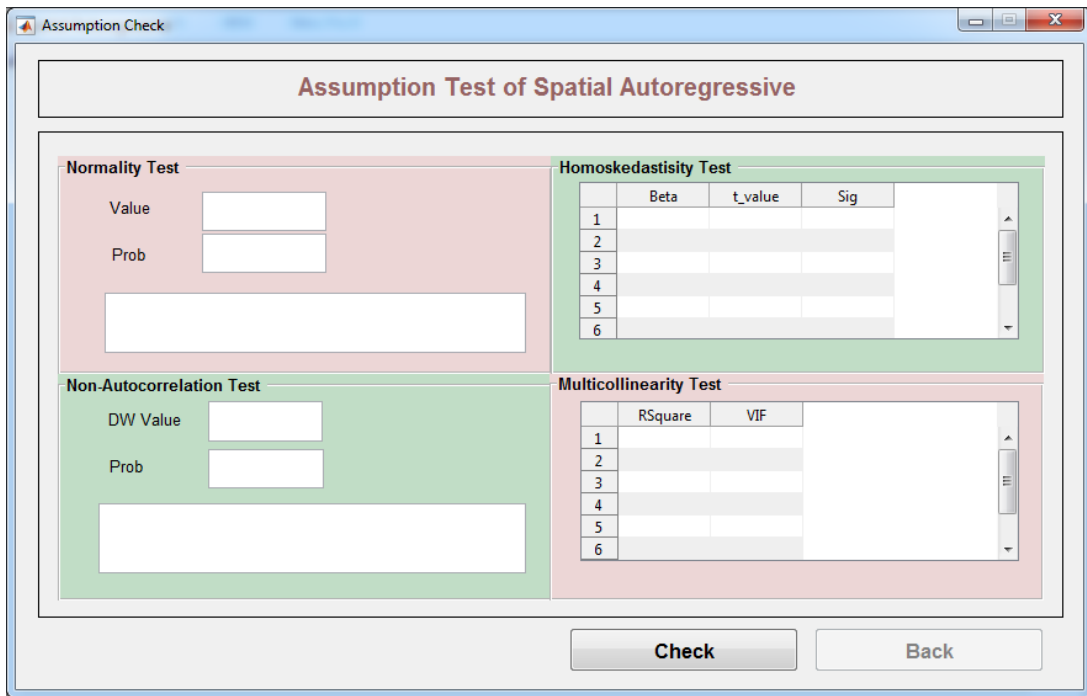 Assumption Check
Assumption Test of Spatial Autoregressive
Normality Test
Value
Prob
Homoskedastisity Test
Beta t_value Sig
1
2
3
4
5
6
Non-Autocorrelation Test
DW Value
Prob
Multicollinearity Test
RSquare VIF
1
2
3
4
5
6
Check Back